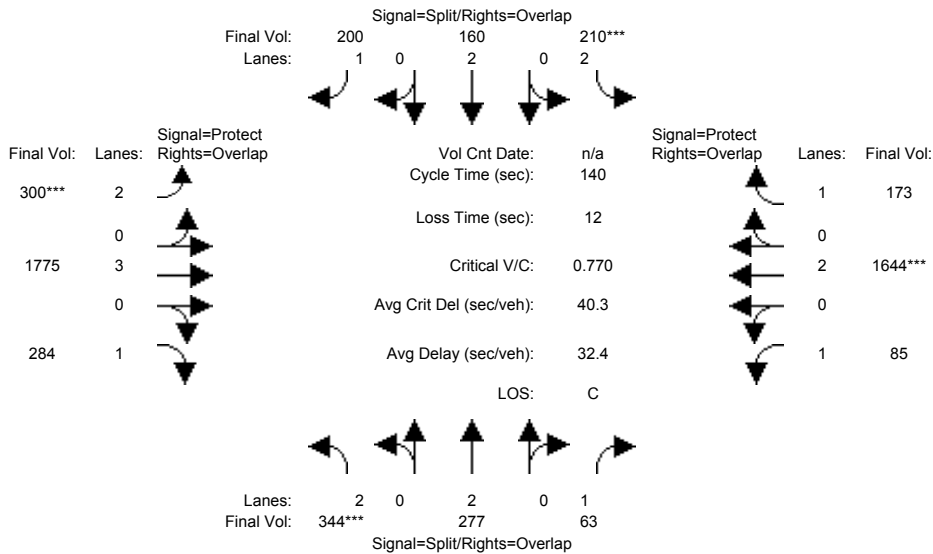 Signal=Split/Rights=Overlap
Final Vol: 200 160 210***
Lanes: 1 0 2 0 2
Signal=Protect
Final Vol: Lanes: Rights=Overlap
Vol Cnt Date: n/a
Signal=Protect
Rights=Overlap Lanes: Final Vol:
Cycle Time (sec): 140
300*** 2
1 173
Loss Time (sec): 12
0
0
1775 3
Critical V/C: 0.770
2 1644***
0
Avg Crit Del (sec/veh): 40.3
0
284 1
Avg Delay (sec/veh): 32.4
1 85
LOS: C
Lanes: 2 0 2 0 1
Final Vol: 344*** 277 63
Signal=Split/Rights=Overlap